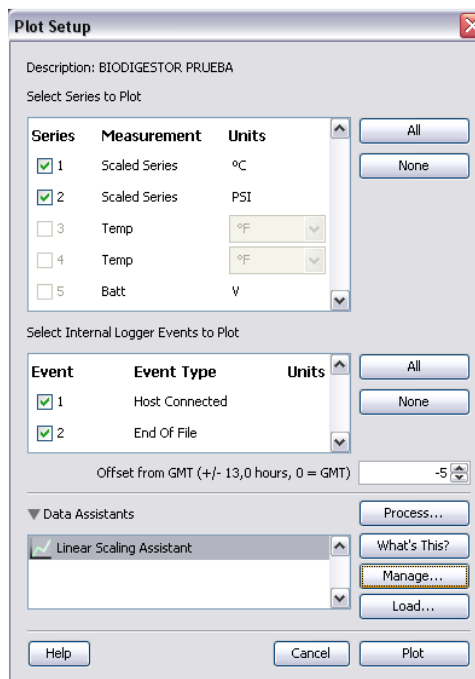 Plot Setup
Description: BIODIGESTOR PRUEBA
Select Series to Plot
Series Measurement Units
1 Scaled Series ºC
2 Scaled Series PSI
3 Temp ºF
4 Temp ºF
5 Batt V
All
None
Select Internal Logger Events to Plot
Event Event Type Units
1 Host Connected
2 End Of File
All
None
Offset from GMT (+/- 13,0 hours, 0 = GMT) -5
Data Assistants
Linear Scaling Assistant
Process...
What's This?
Manage...
Load...
Help Cancel Plot